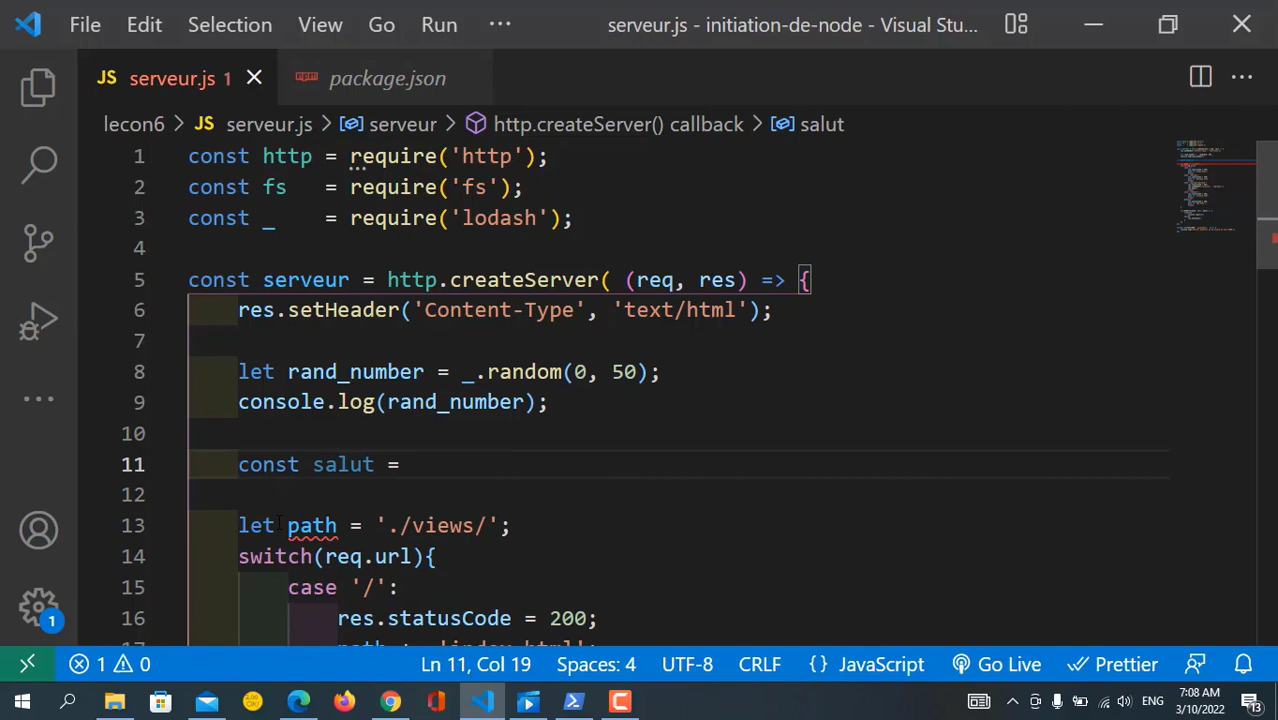 File Edit Selection View Go Run ··· serveur.js - initiation-de-node - Visual Stu...
JS serveur.js 1 package.json
lecon6 > JS serveur.js > serveur > http.createServer() callback > salut
1 const http = require('http');
2 const fs   = require('fs');
3 const _    = require('lodash');
4
5 const serveur = http.createServer( (req, res) => {
6     res.setHeader('Content-Type', 'text/html');
7
8     let rand_number = _.random(0, 50);
9     console.log(rand_number);
10
11     const salut =
12
13     let path = './views/';
14     switch(req.url){
15         case '/':
16             res.statusCode = 200;
1 0 Ln 11, Col 19 Spaces: 4 UTF-8 CRLF {} JavaScript Go Live Prettier
ENG 7:08 AM
3/10/2022 13